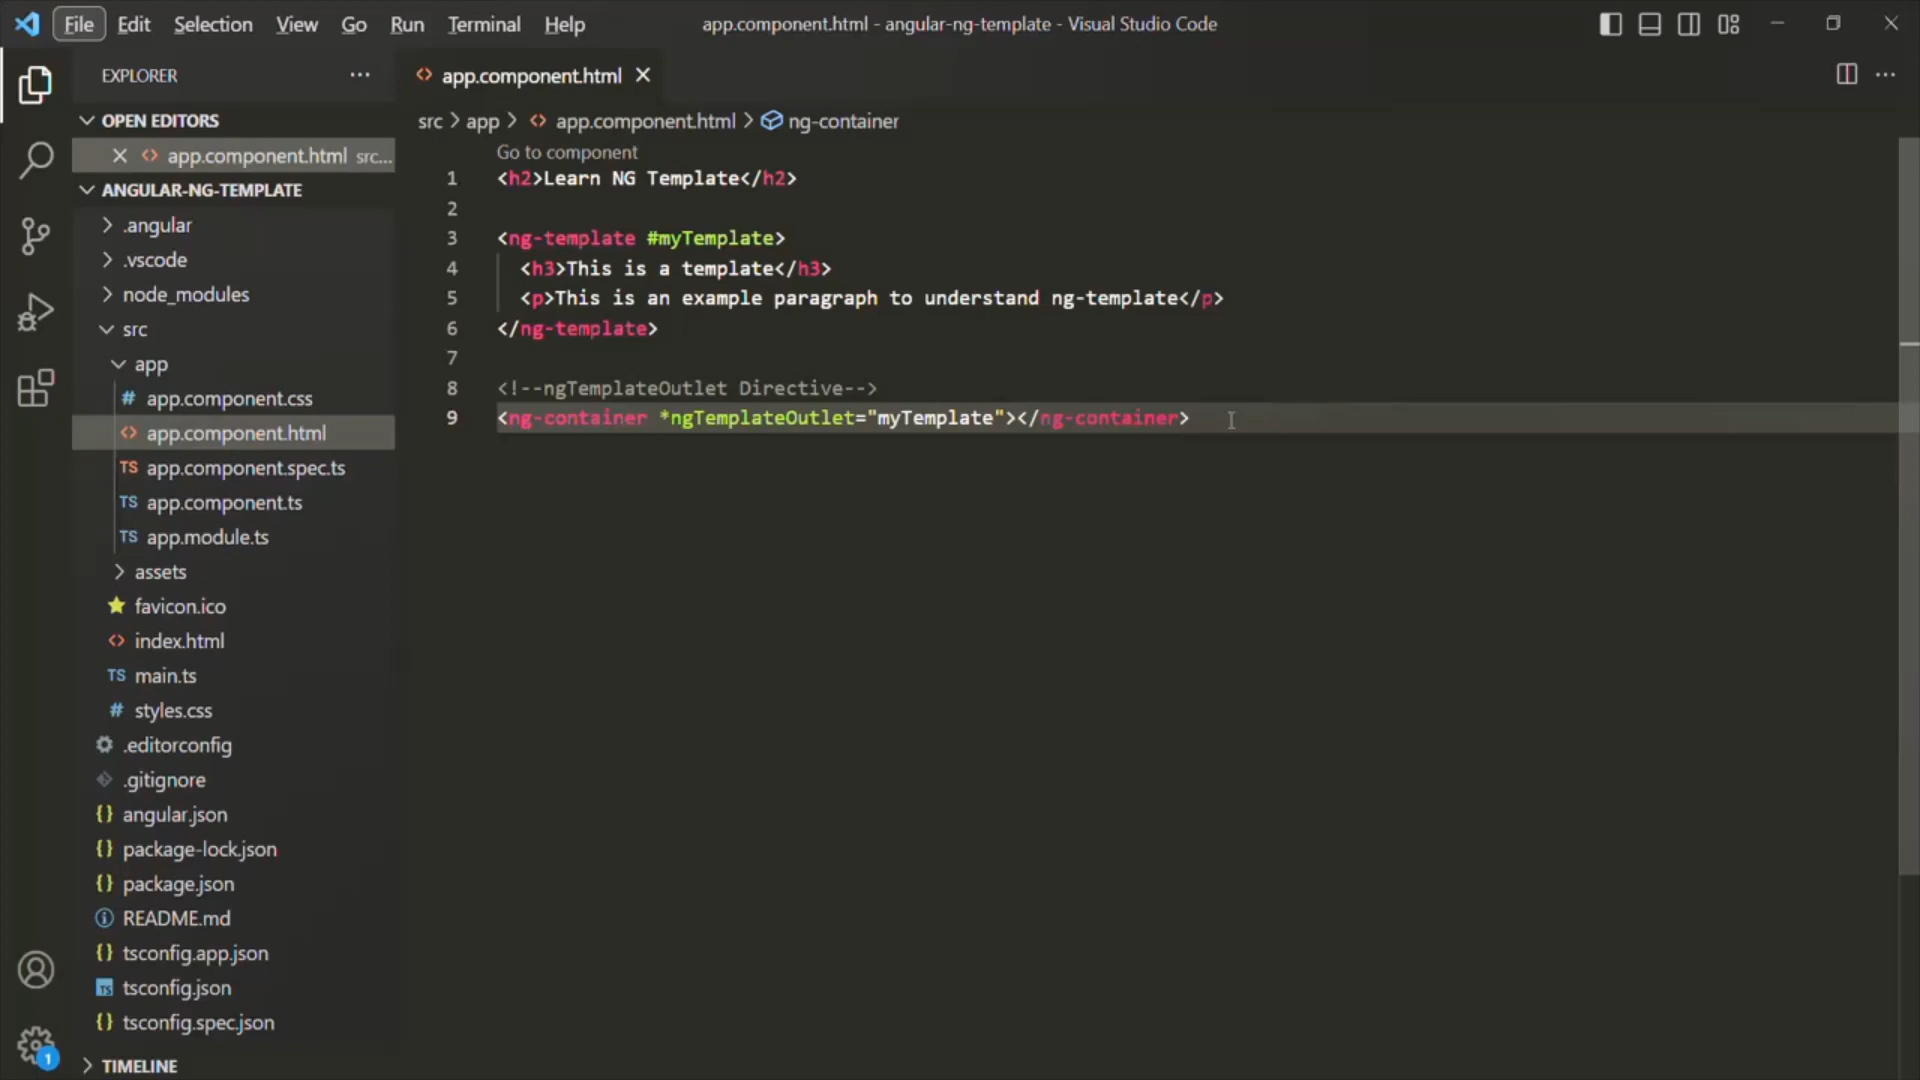 File Edit Selection View Go Run Terminal Help app.component.html - angular-ng-template - Visual Studio Code
EXPLORER
OPEN EDITORS
app.component.html src...
ANGULAR-NG-TEMPLATE
.angular
.vscode
node_modules
src
app
# app.component.css
<> app.component.html
TS app.component.spec.ts
TS app.component.ts
TS app.module.ts
assets
favicon.ico
<> index.html
TS main.ts
# styles.css
.editorconfig
.gitignore
{} angular.json
{} package-lock.json
{} package.json
README.md
{} tsconfig.app.json
TS tsconfig.json
{} tsconfig.spec.json
TIMELINE
1
<> app.component.html
src > app > <> app.component.html > ng-container
Go to component
1 <h2>Learn NG Template</h2>
2
3 <ng-template #myTemplate>
4 <h3>This is a template</h3>
5 <p>This is an example paragraph to understand ng-template</p>
6 </ng-template>
7
8 <!--ngTemplateOutlet Directive-->
9 <ng-container *ngTemplateOutlet="myTemplate"></ng-container>